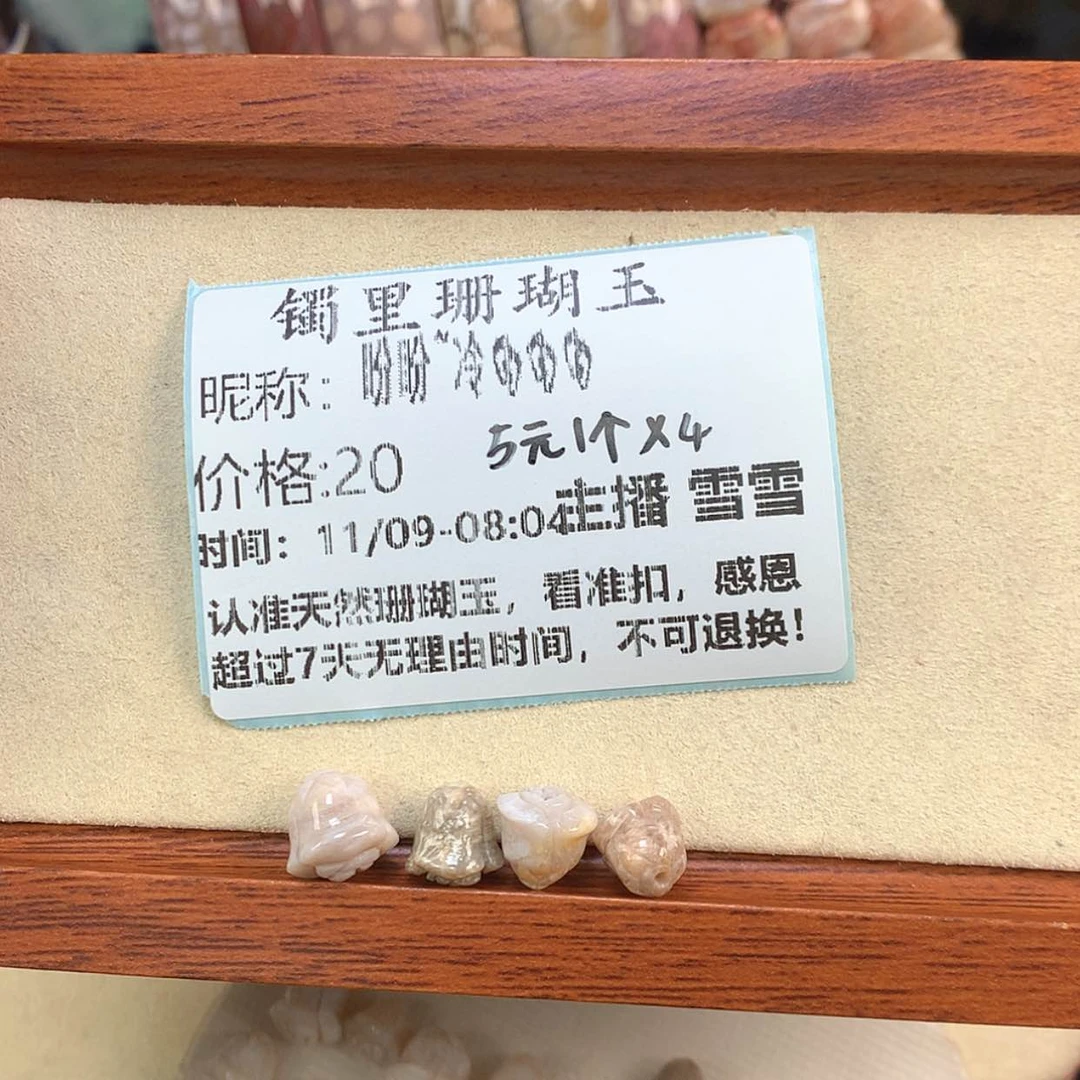 镯里珊瑚玉
昵称:
价格:20
5元1个×4
时间: 11/09-08:04主播 雪雪
认准天然珊瑚玉，看准扣，感恩
超过7天无理由时间，不可退换!